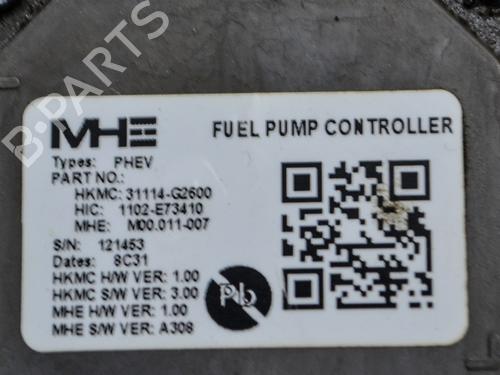 B-PARTS
MHE FUEL PUMP CONTROLLER
Types: PHEV
PART NO.:
HKMC: 31114-G2600
HIC: 1102-E73410
MHE: M00.011-007
S/N: 121453
Dates: 8C31
HKMC H/W VER: 1.00
HKMC S/W VER: 3.00
MHE H/W VER: 1.00
MHE S/W VER: A308
Pb